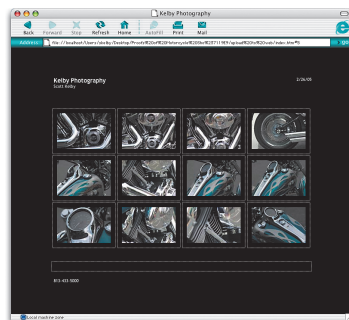 Kelby Photography
Back Forward Stop Refresh Home AutoFill Print Mail
Address:
Kelby Photography 2/26/03
Scott Kelby
813-433-5000
Local machine zone